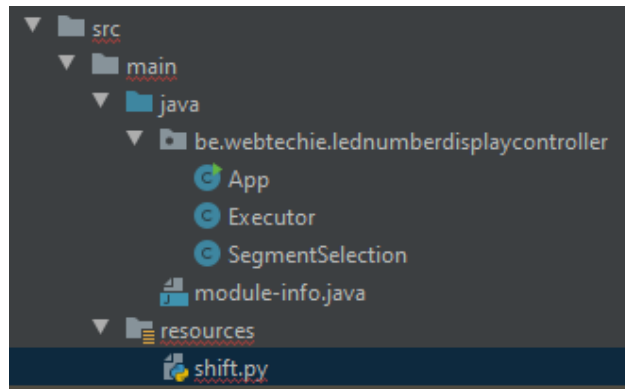 src
main
java
be.webtechie.lednumberdisplaycontroller
App
Executor
SegmentSelection
module-info.java
resources
shift.py